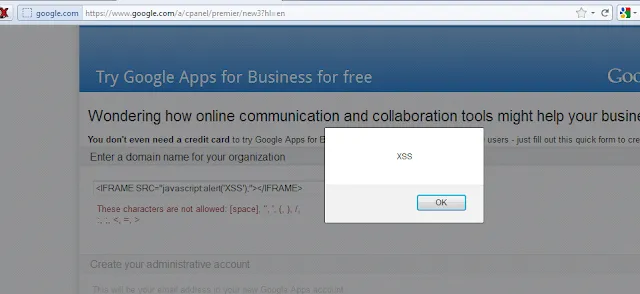 google.com https://www.google.com/a/cpanel/premier/new3?hl=en
Try Google Apps for Business for free
Goo
Wondering how online communication and collaboration tools might help your busine
You don't even need a credit card to try Google Apps for B
users - just fill out this quick form to cre
Enter a domain name for your organization
XSS
<IFRAME SRC="javascript:alert('XSS');"></IFRAME>
OK
These characters are not allowed: [space], ", ', (, ), /,
:, ;, <, =, >
Create your administrative account
This will be your email address in your new Google Apps account.